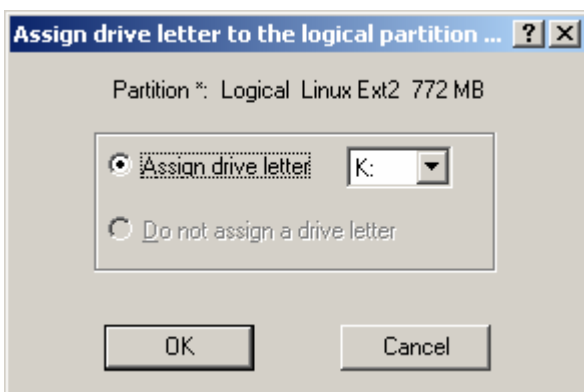 Assign drive letter to the logical partition ...
Partition *: Logical Linux Ext2 772 MB
Assign drive letter K:
Do not assign a drive letter
OK Cancel